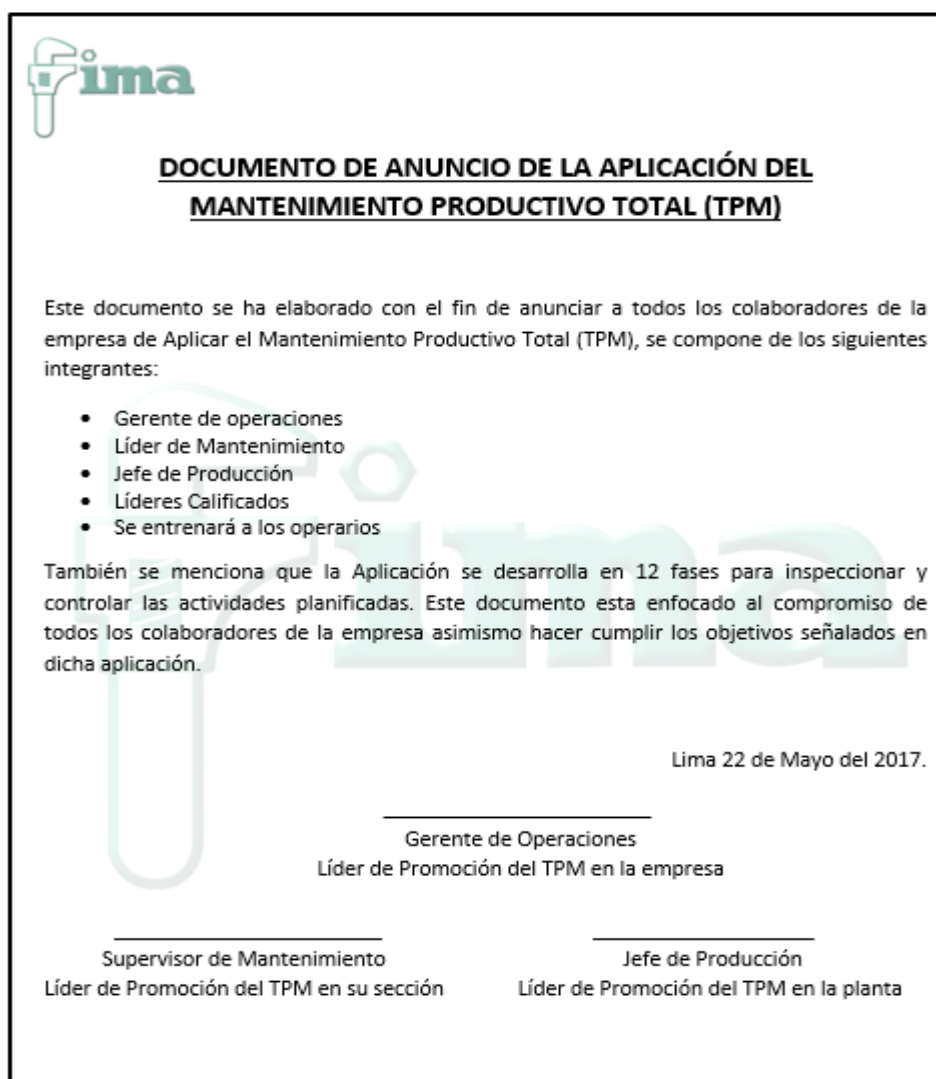 Fima
DOCUMENTO DE ANUNCIO DE LA APLICACIÓN DEL
MANTENIMIENTO PRODUCTIVO TOTAL (TPM)
Este documento se ha elaborado con el fin de anunciar a todos los colaboradores de la
empresa de Aplicar el Mantenimiento Productivo Total (TPM), se compone de los siguientes
integrantes:
• Gerente de operaciones
• Líder de Mantenimiento
• Jefe de Producción
• Líderes Calificados
• Se entrenará a los operarios
También se menciona que la Aplicación se desarrolla en 12 fases para inspeccionar y
controlar las actividades planificadas. Este documento esta enfocado al compromiso de
todos los colaboradores de la empresa asimismo hacer cumplir los objetivos señalados en
dicha aplicación.
Fima
Lima 22 de Mayo del 2017.
Gerente de Operaciones
Líder de Promoción del TPM en la empresa
Supervisor de Mantenimiento
Líder de Promoción del TPM en su sección
Jefe de Producción
Líder de Promoción del TPM en la planta